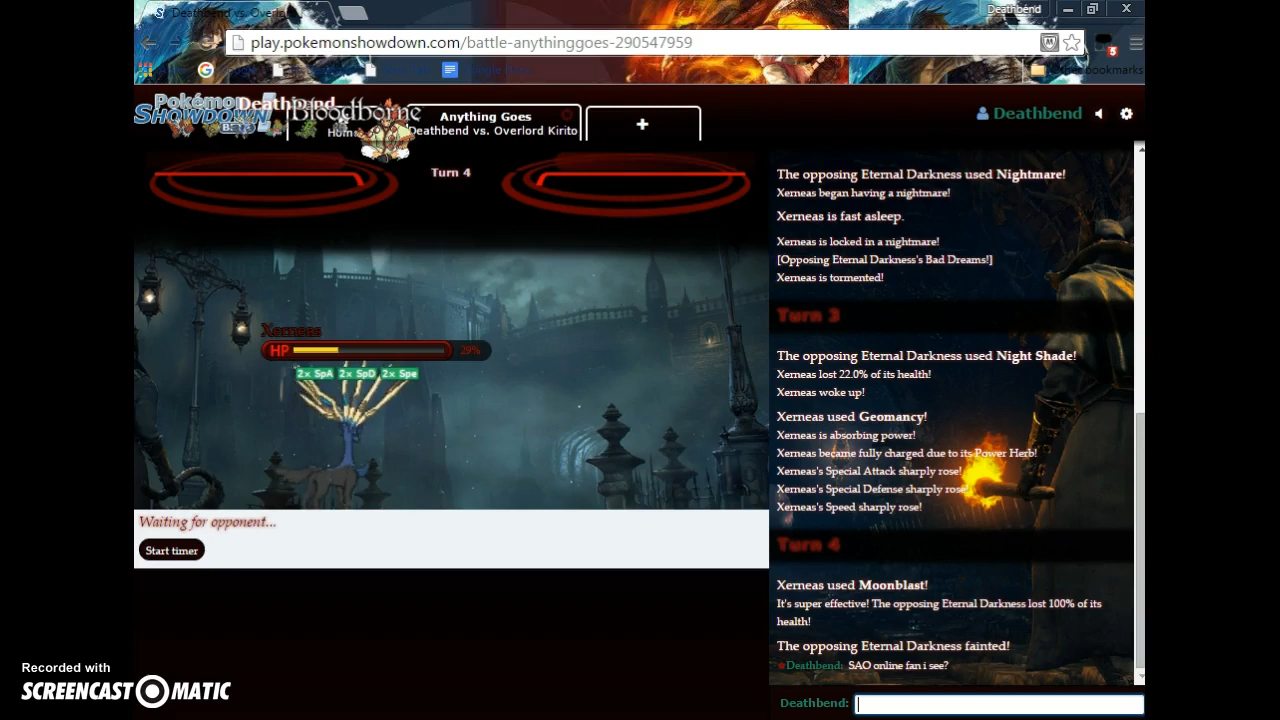 Deathbend vs. Overlo
Deathbend
play.pokemonshowdown.com/battle-anythinggoes-290547959
5
bookmarks
Pokémon
SHOWDOWN
Deathbend
Bloodborne
Anything Goes
Deathbend vs. Overlord Kirito
+
Deathbend
Turn 4
Xerneas
HP
29%
2× SpA 2× SpD 2× Spe
Waiting for opponent...
Start timer
The opposing Eternal Darkness used Nightmare!
Xerneas began having a nightmare!
Xerneas is fast asleep.
Xerneas is locked in a nightmare!
[Opposing Eternal Darkness's Bad Dreams!]
Xerneas is tormented!
Turn 3
The opposing Eternal Darkness used Night Shade!
Xerneas lost 22.0% of its health!
Xerneas woke up!
Xerneas used Geomancy!
Xerneas is absorbing power!
Xerneas became fully charged due to its Power Herb!
Xerneas's Special Attack sharply rose!
Xerneas's Special Defense sharply rose!
Xerneas's Speed sharply rose!
Turn 4
Xerneas used Moonblast!
It's super effective! The opposing Eternal Darkness lost 100% of its
health!
The opposing Eternal Darkness fainted!
Deathbend: SAO online fan i see?
Deathbend:
Recorded with
SCREENCAST O MATIC